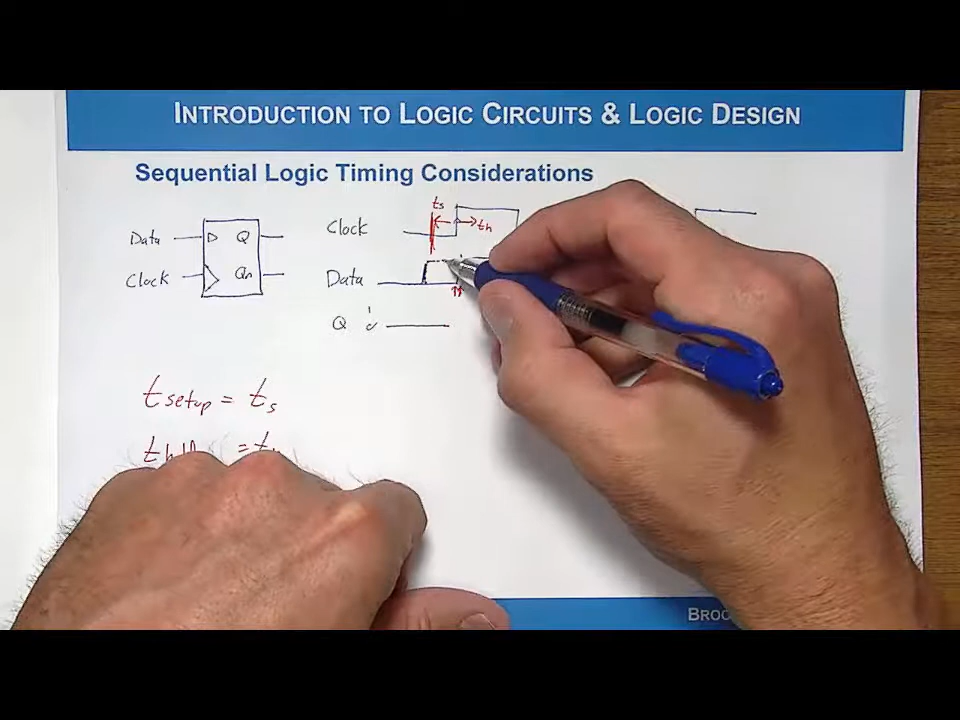 INTRODUCTION TO LOGIC CIRCUITS & LOGIC DESIGN
Sequential Logic Timing Considerations
ts
th
Data D Q
Clock Qn
Clock
Data
Q
tsetup = ts
=